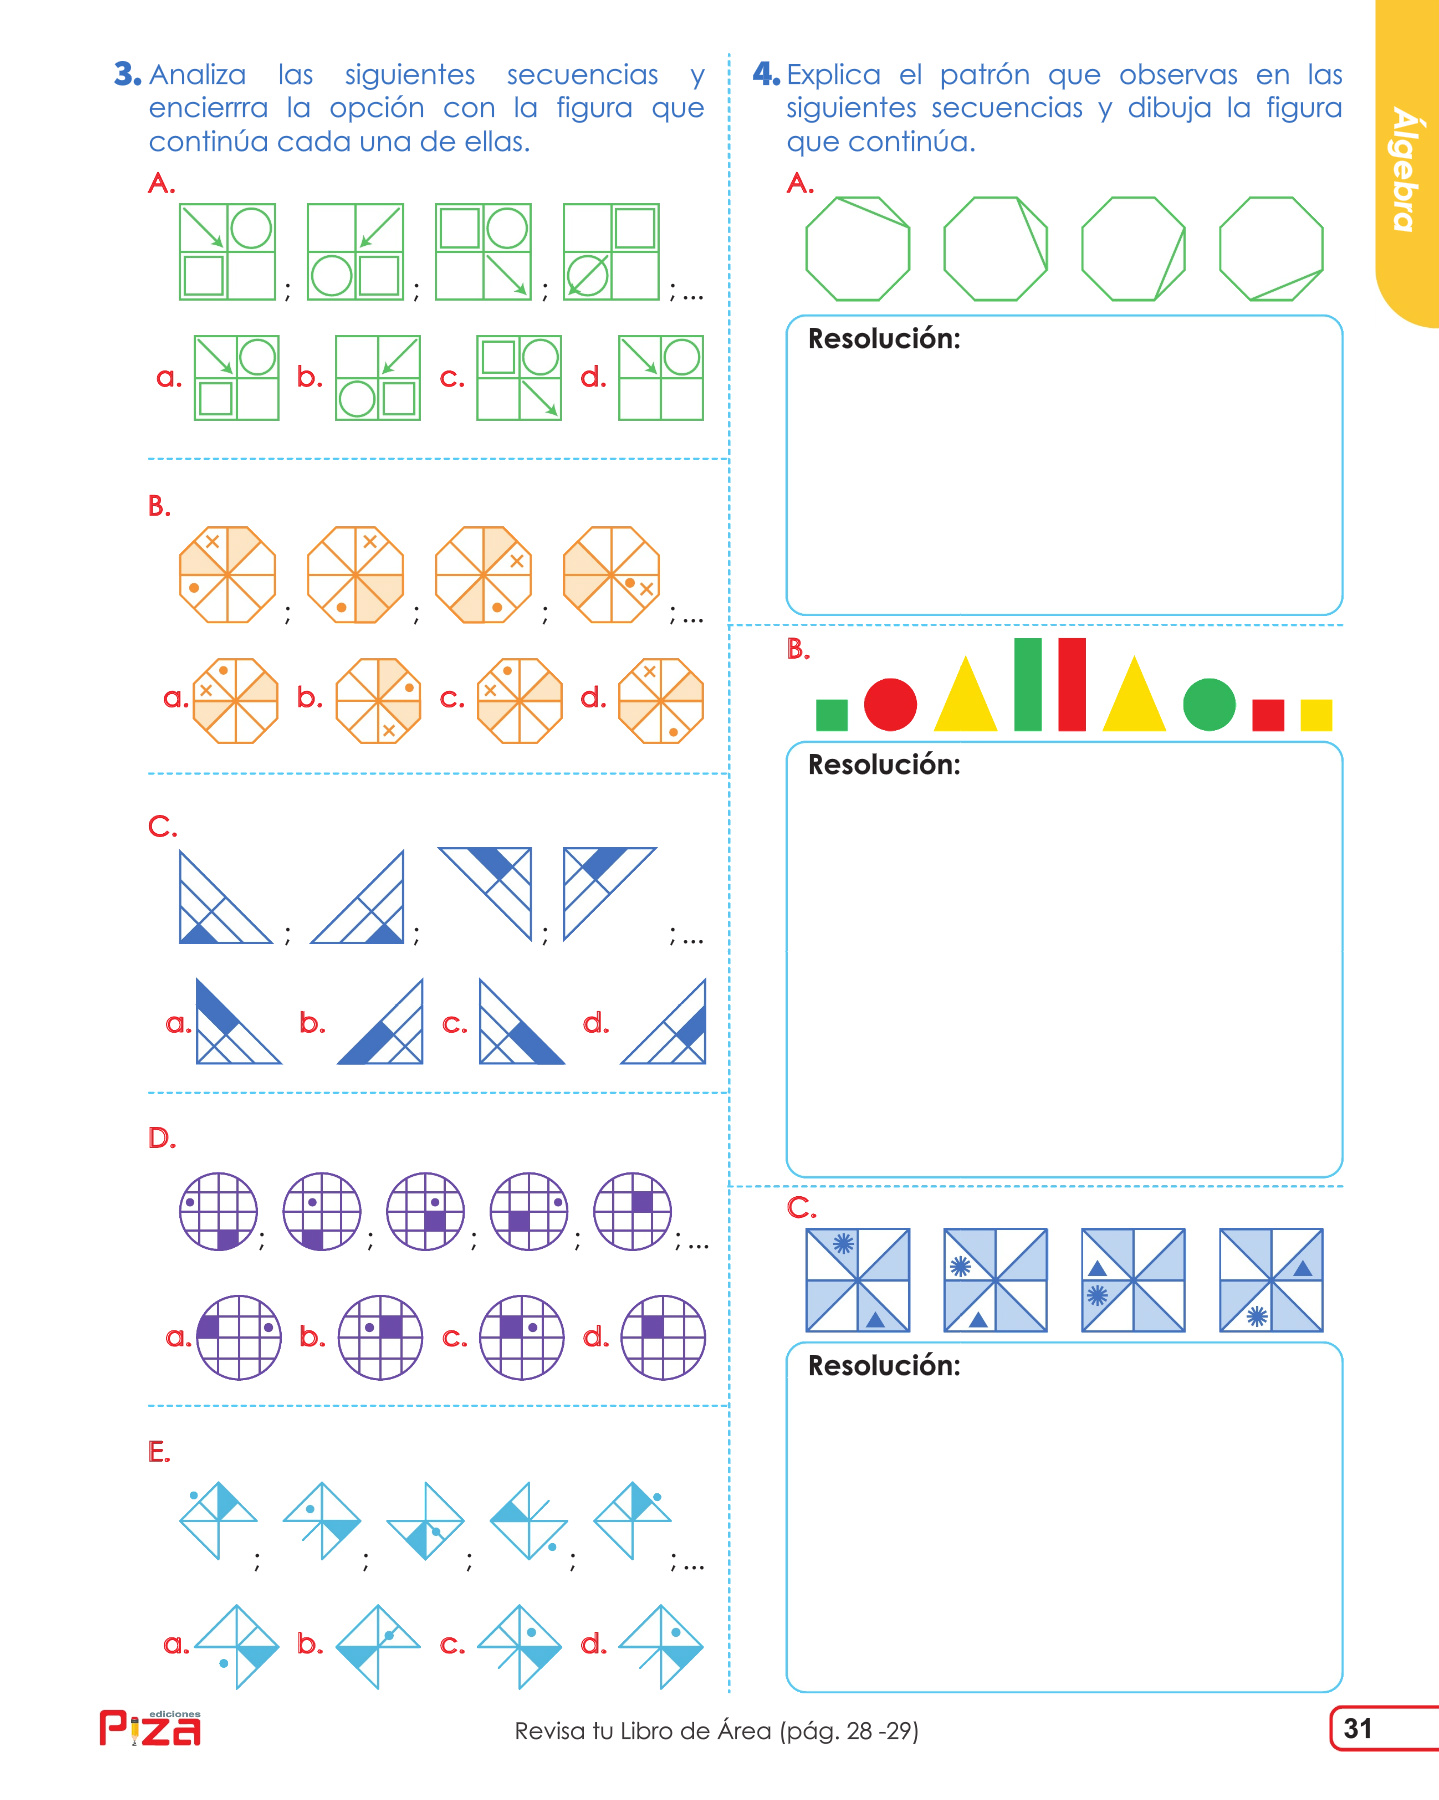 3. Analiza las siguientes secuencias y
encierrra la opción con la figura que
continúa cada una de ellas.
A.
; ; ; ; ...
a. b. c. d.
B.
; ; ; ; ...
a. b. c. d.
C.
; ; ; ; ...
a. b. c. d.
D.
; ; ; ; ; ...
a. b. c. d.
E.
; ; ; ; ; ...
a. b. c. d.
4. Explica el patrón que observas en las
siguientes secuencias y dibuja la figura
que continúa.
A.
Resolución:
B.
Resolución:
C.
Resolución:
Álgebra
ediciones
Piza
Revisa tu Libro de Área (pág. 28 -29)
31